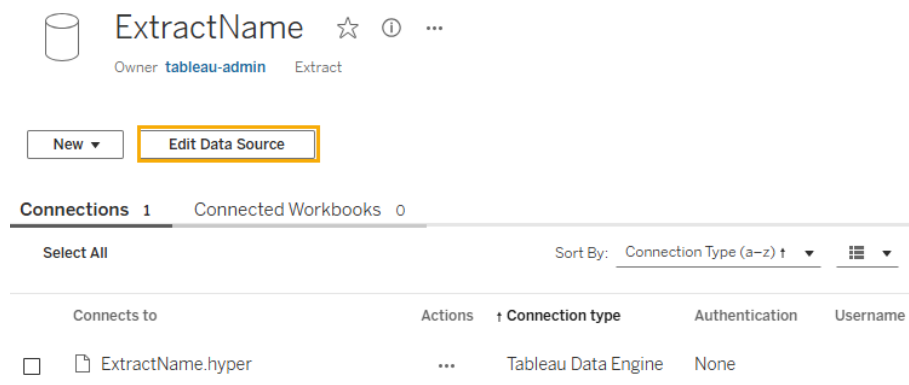 ExtractName
Owner tableau-admin Extract
New Edit Data Source
Connections 1 Connected Workbooks 0
Select All Sort By: Connection Type (a–z) ↑
Connects to Actions ↑ Connection type Authentication Username
ExtractName.hyper ... Tableau Data Engine None